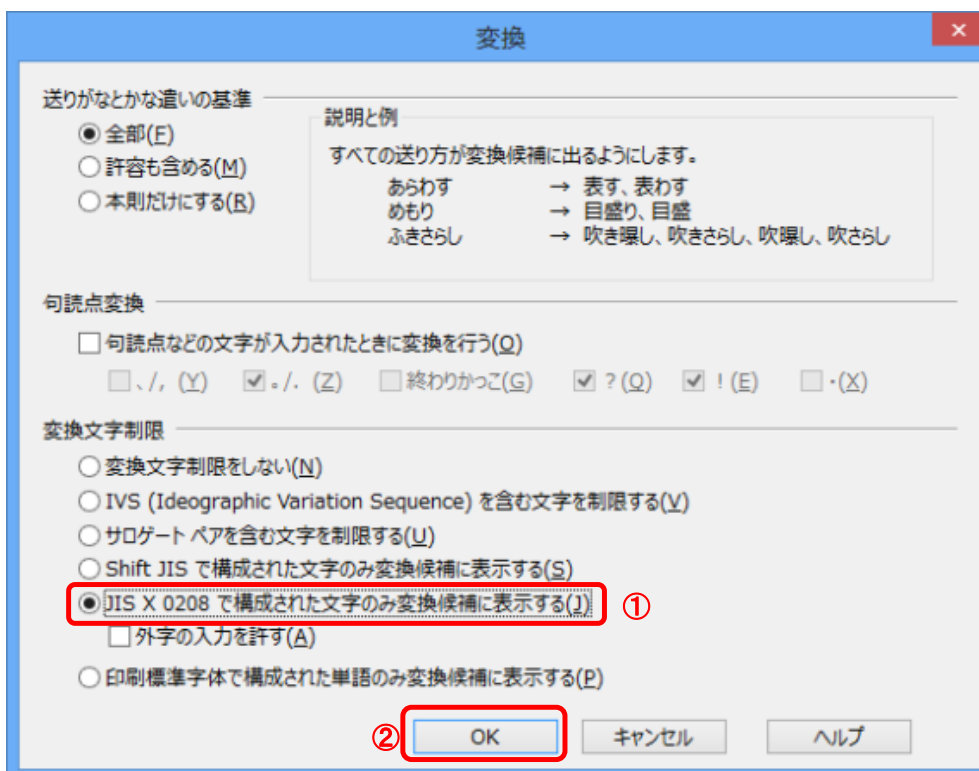 変換
送りがなとかな遣いの基準
全部(F)
許容も含める(M)
本則だけにする(R)
説明と例
すべての送り方が変換候補に出るようにします。
あらわす → 表す、表わす
めもり → 目盛り、目盛
ふきさらし → 吹き曝し、吹きさらし、吹曝し、吹さらし
句読点変換
句読点などの文字が入力されたときに変換を行う(O)
、/, (Y) 。/. (Z) 終わりかっこ(G) ?(Q) !(E) ・(X)
変換文字制限
変換文字制限をしない(N)
IVS (Ideographic Variation Sequence) を含む文字を制限する(V)
サロゲート ペアを含む文字を制限する(U)
Shift JIS で構成された文字のみ変換候補に表示する(S)
JIS X 0208 で構成された文字のみ変換候補に表示する(J) ①
外字の入力を許す(A)
印刷標準字体で構成された単語のみ変換候補に表示する(P)
② OK キャンセル ヘルプ